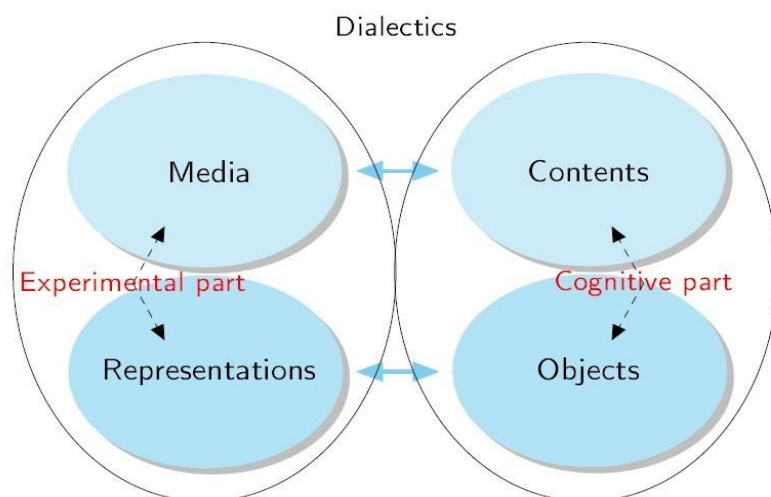 Dialectics
Media
Contents
Experimental part
Cognitive part
Representations
Objects